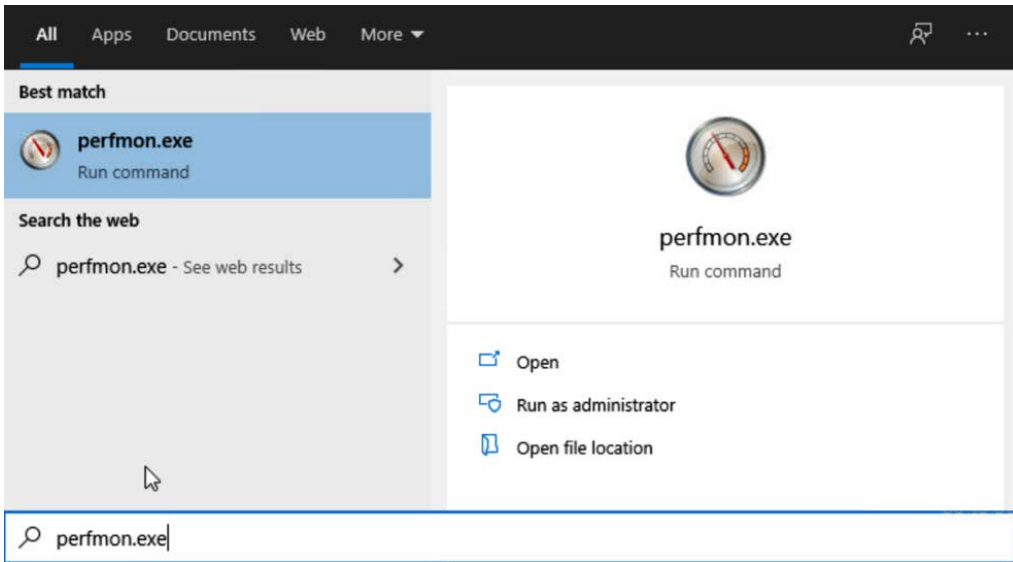 All Apps Documents Web More
Best match
perfmon.exe
Run command
Search the web
perfmon.exe - See web results
perfmon.exe
Run command
Open
Run as administrator
Open file location
perfmon.exe